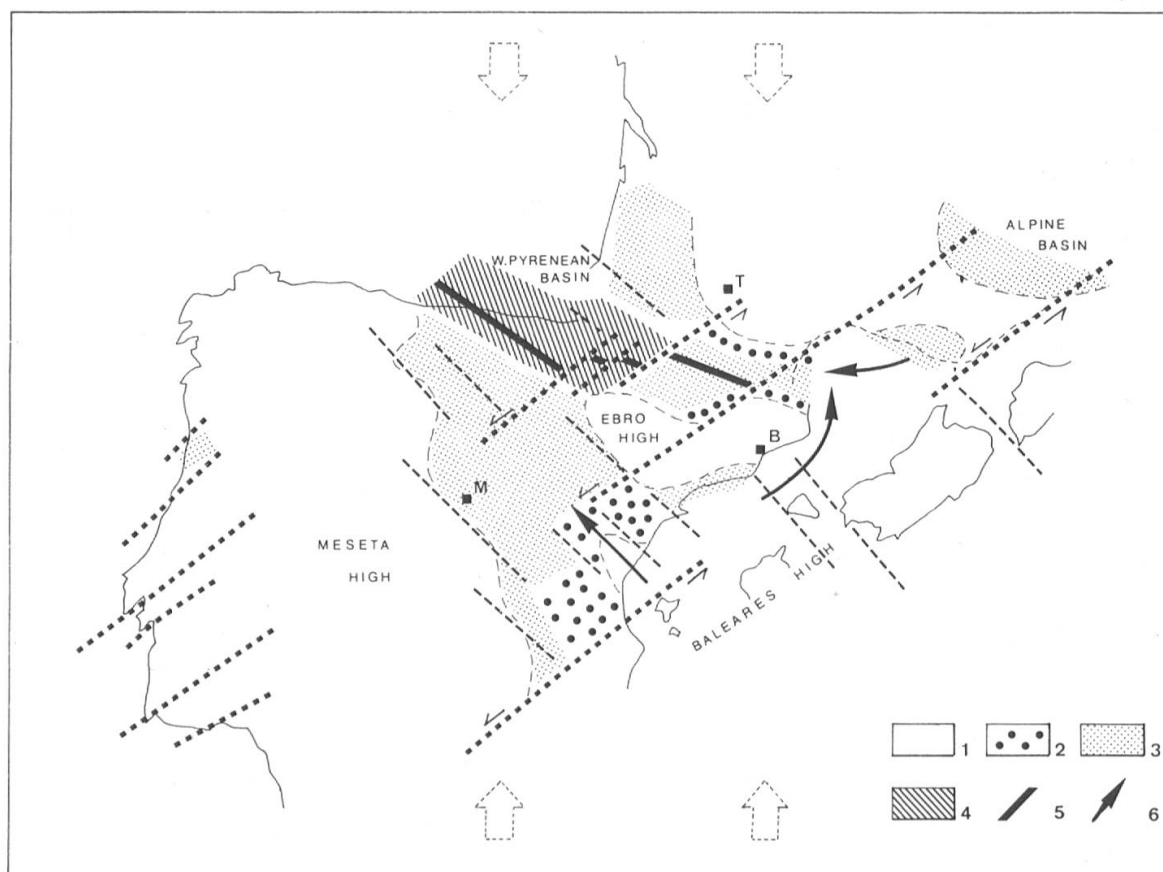 W. PYRENEAN
BASIN
ALPINE
BASIN
T
EBRO
HIGH
B
M
MESETA
HIGH
BALEARES HIGH
1
2
3
4
5
6